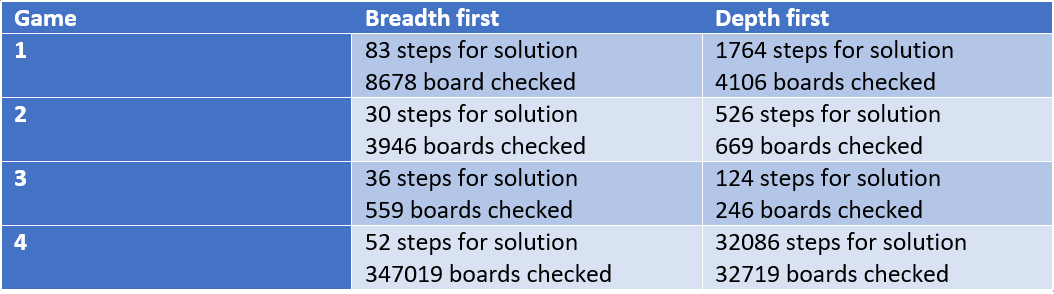 Game Breadth first Depth first
1 83 steps for solution 1764 steps for solution
8678 board checked 4106 boards checked
2 30 steps for solution 526 steps for solution
3946 boards checked 669 boards checked
3 36 steps for solution 124 steps for solution
559 boards checked 246 boards checked
4 52 steps for solution 32086 steps for solution
347019 boards checked 32719 boards checked